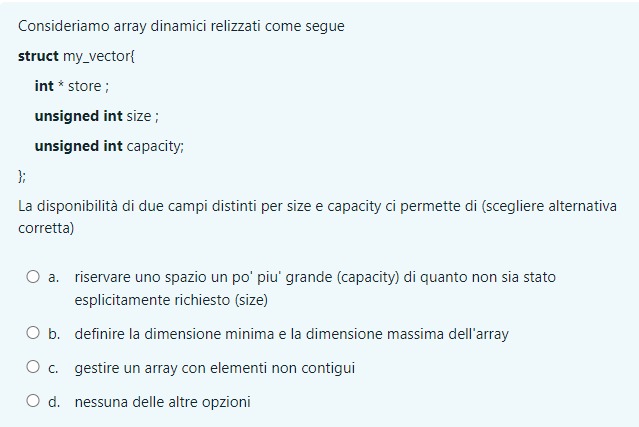 Consideriamo array dinamici relizzati come segue
struct my_vector{
int * store ;
unsigned int size ;
unsigned int capacity;
};
La disponibilità di due campi distinti per size e capacity ci permette di (scegliere alternativa
corretta)
a. riservare uno spazio un po' piu' grande (capacity) di quanto non sia stato
esplicitamente richiesto (size)
b. definire la dimensione minima e la dimensione massima dell'array
c. gestire un array con elementi non contigui
d. nessuna delle altre opzioni